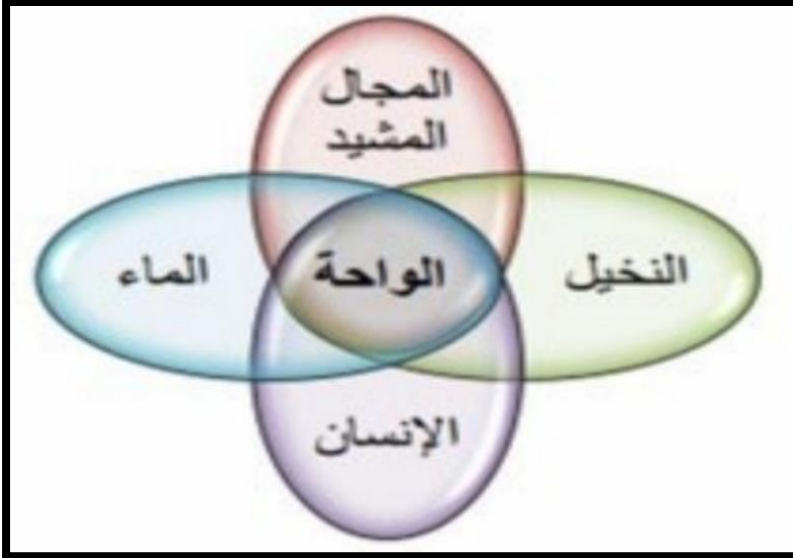 المجال
المشيد
النخيل
الواحة
الماء
الإنسان